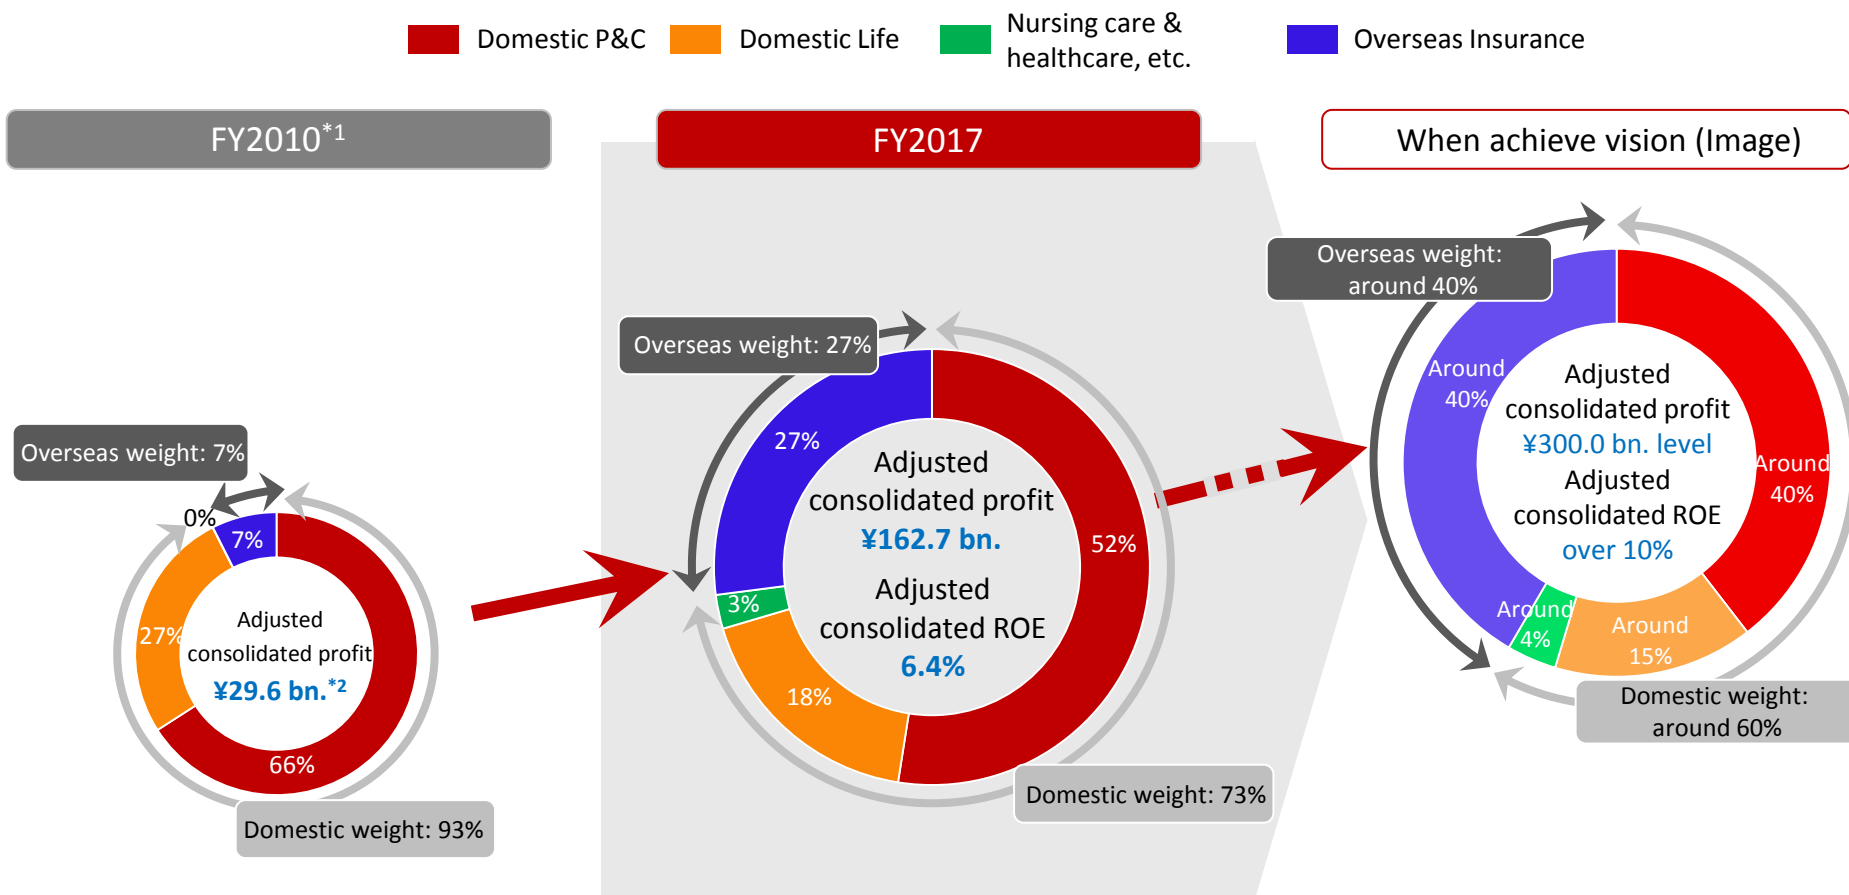 Domestic P&C
Domestic Life
Nursing care &
healthcare, etc.
Overseas Insurance
FY2010*1
FY2017
When achieve vision (Image)
Overseas weight: 7%
0%
7%
27%
66%
Adjusted
consolidated profit
¥29.6 bn.*2
Domestic weight: 93%
Overseas weight: 27%
27%
3%
18%
52%
Adjusted
consolidated profit
¥162.7 bn.
Adjusted
consolidated ROE
6.4%
Domestic weight: 73%
Overseas weight:
around 40%
Around
40%
Around
40%
Around
4%
Around
15%
Adjusted
consolidated profit
¥300.0 bn. level
Adjusted
consolidated ROE
over 10%
Domestic weight:
around 60%